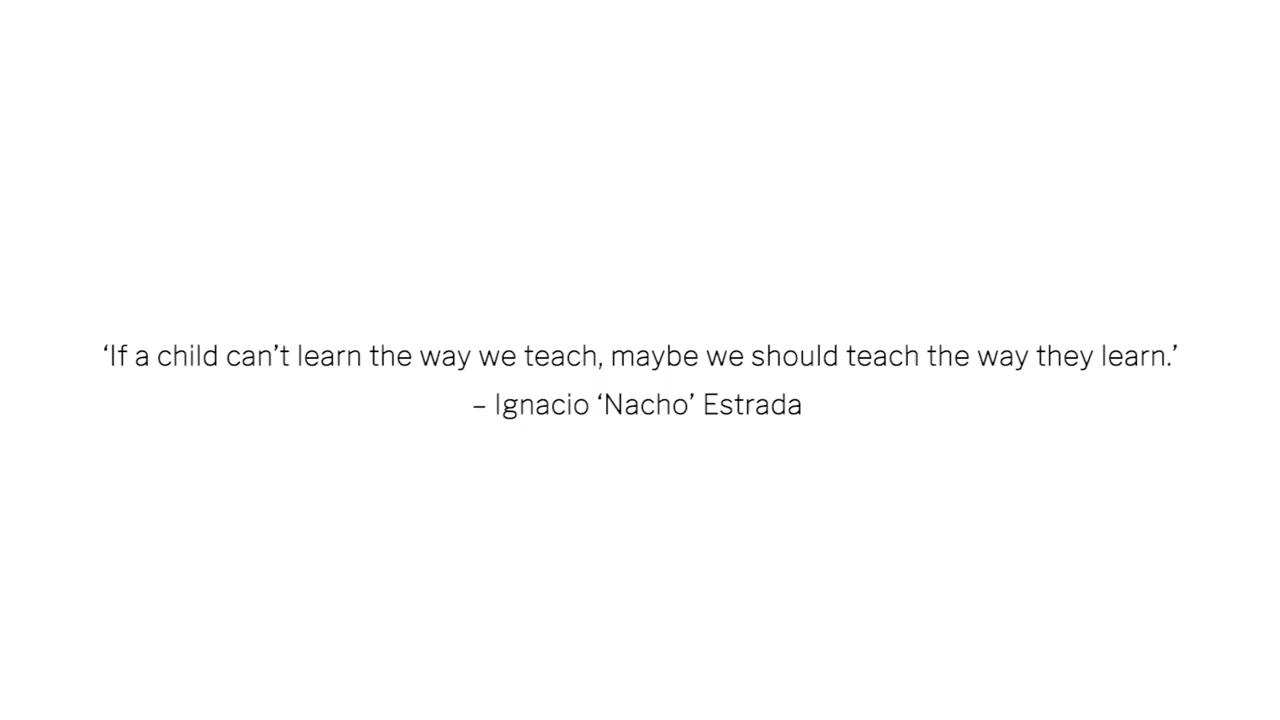 ‘If a child can’t learn the way we teach, maybe we should teach the way they learn.’
– Ignacio ‘Nacho’ Estrada